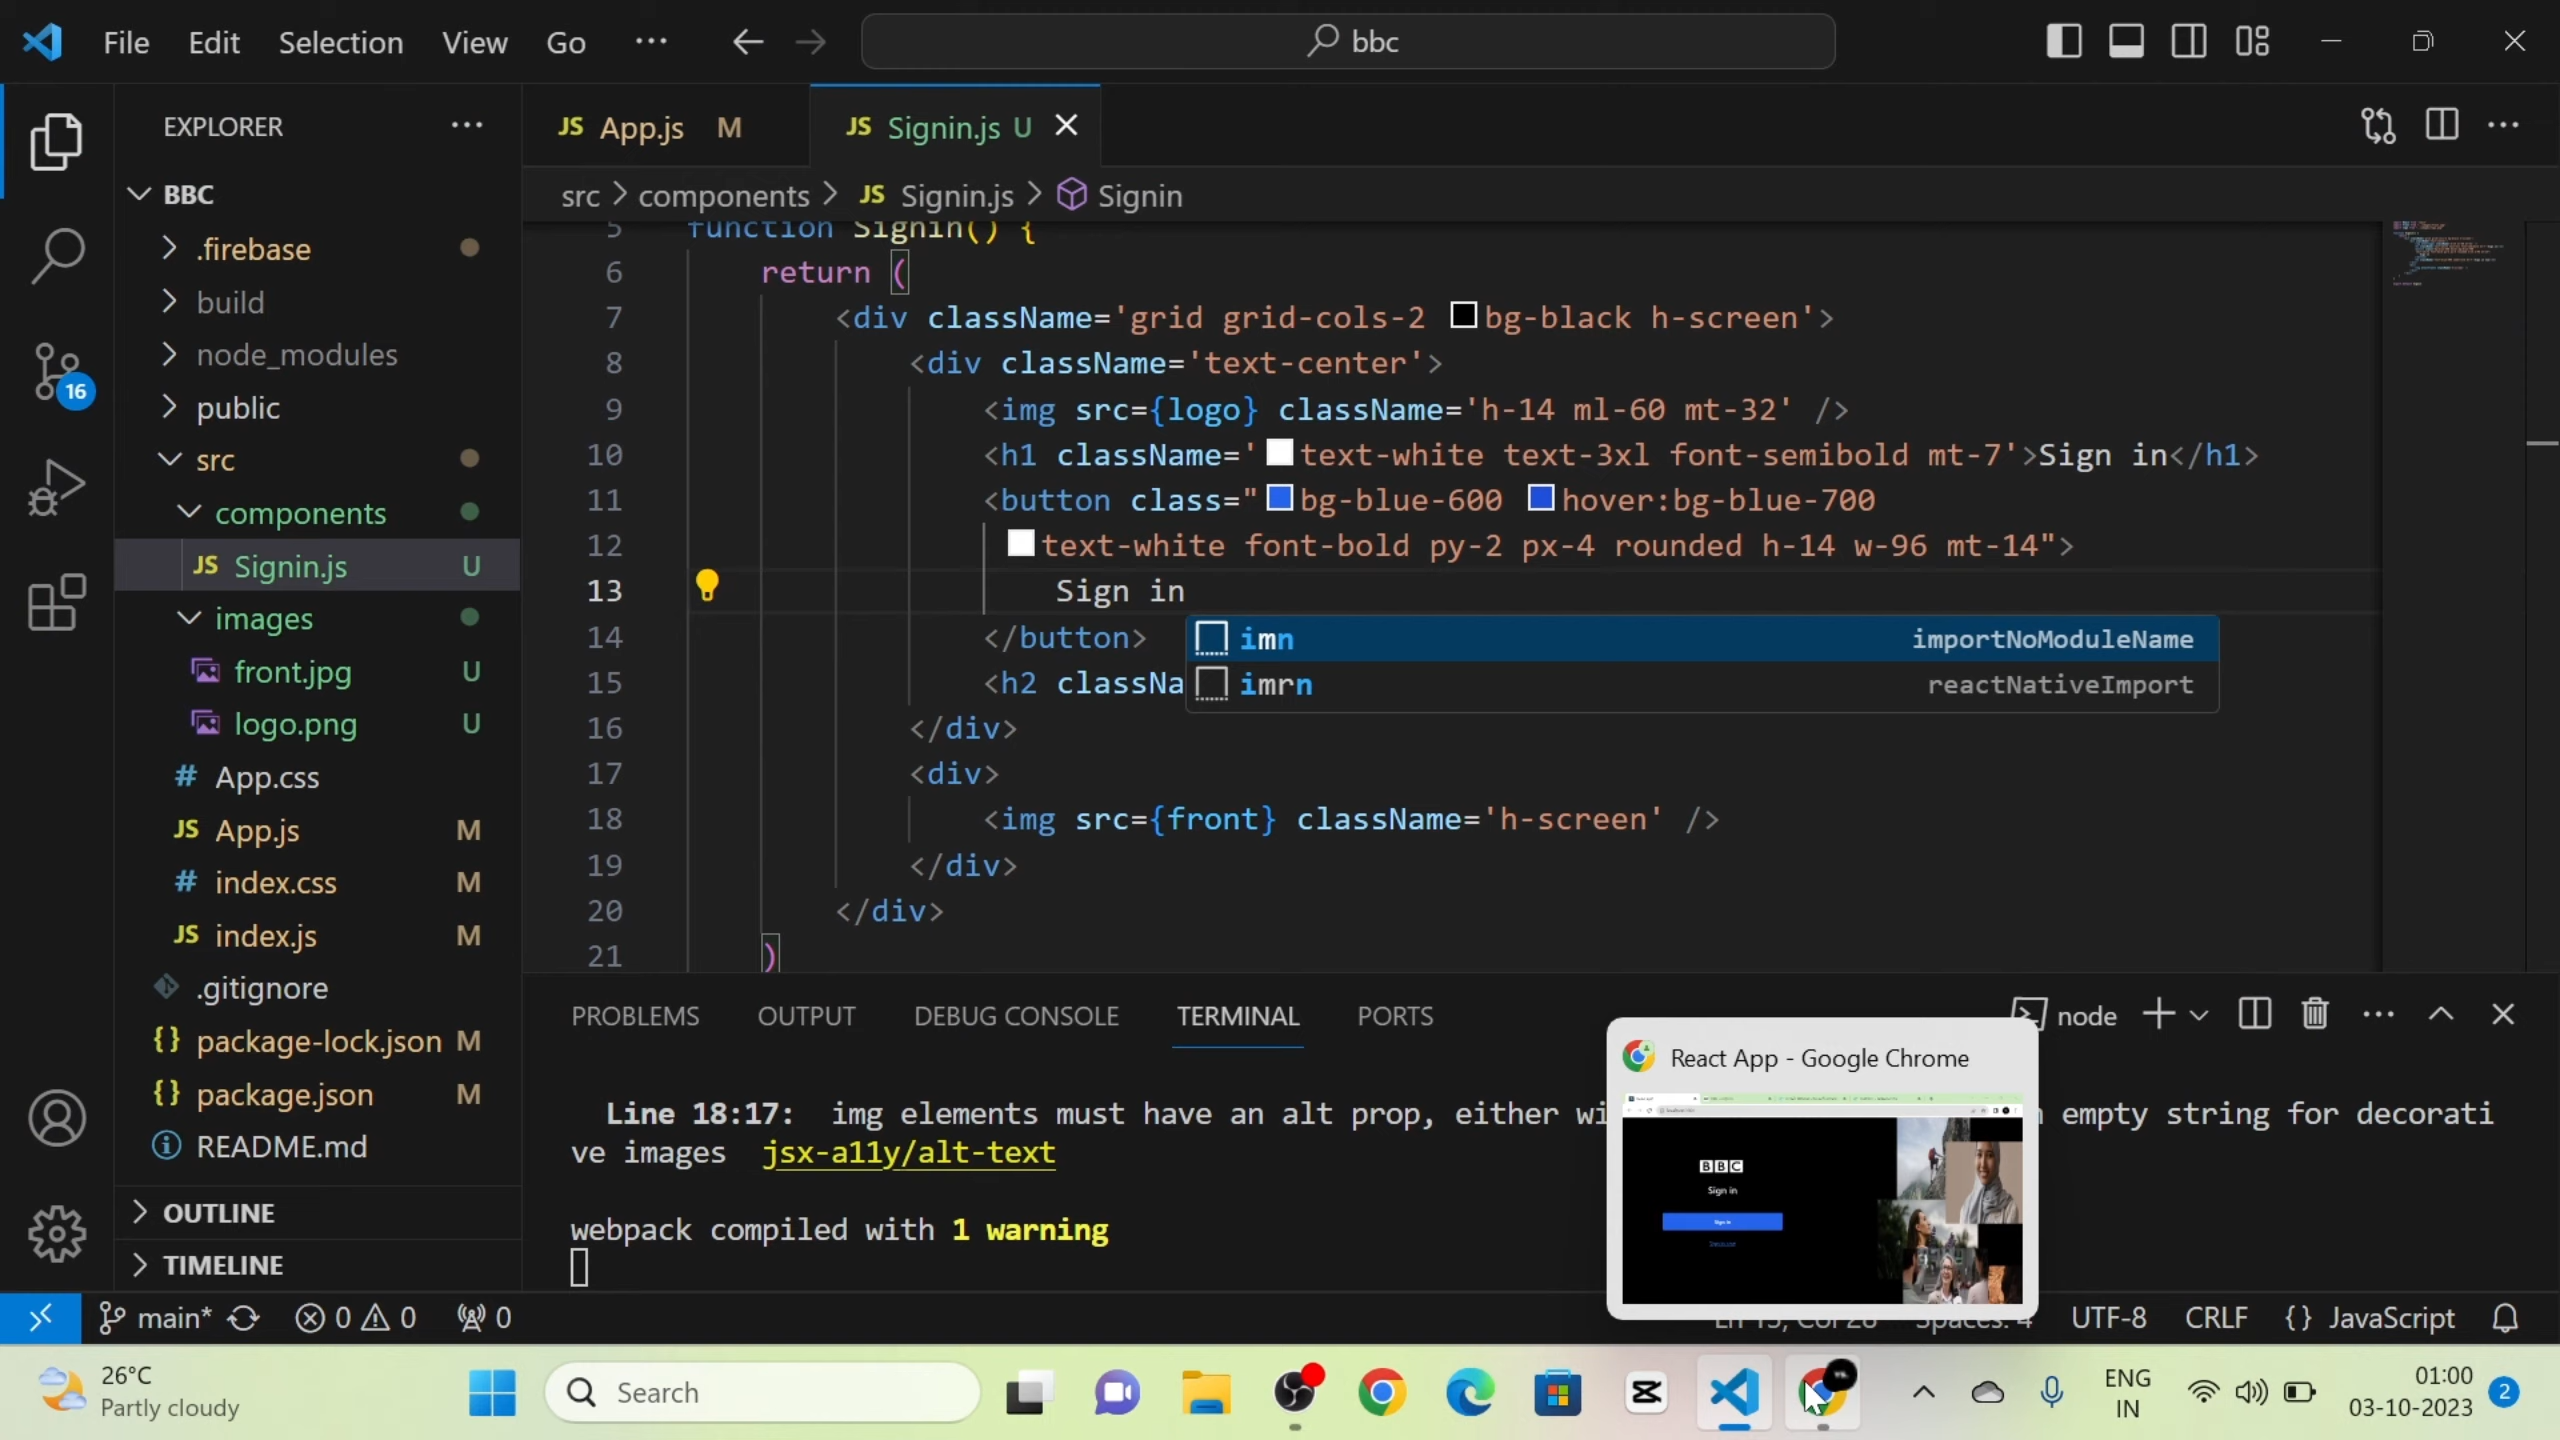 File Edit Selection View Go ··· bbc
EXPLORER ···
BBC
.firebase
build
node_modules
public
src
components
JS Signin.js U
images
front.jpg U
logo.png U
# App.css
JS App.js M
# index.css M
JS index.js M
.gitignore
{} package-lock.json M
{} package.json M
README.md
OUTLINE
TIMELINE
16
JS App.js M
JS Signin.js U
src > components > JS Signin.js > Signin
5 function Signin() {
6 return (
7 <div className='grid grid-cols-2 bg-black h-screen'>
8 <div className='text-center'>
9 <img src={logo} className='h-14 ml-60 mt-32' />
10 <h1 className='text-white text-3xl font-semibold mt-7'>Sign in</h1>
11 <button class="bg-blue-600 hover:bg-blue-700
12 text-white font-bold py-2 px-4 rounded h-14 w-96 mt-14">
13 Sign in
14 </button>
15 <h2 classNa
16 </div>
17 <div>
18 <img src={front} className='h-screen' />
19 </div>
20 </div>
21 )
imn importNoModuleName
imrn reactNativeImport
PROBLEMS OUTPUT DEBUG CONSOLE TERMINAL PORTS
node
Line 18:17: img elements must have an alt prop, either wi
n empty string for decorati
ve images jsx-a11y/alt-text
webpack compiled with 1 warning
React App - Google Chrome
BBC
Sign in
Sign in
main* 0 0 0
UTF-8 CRLF {} JavaScript
26°C
Partly cloudy
Search
ENG
IN
01:00
03-10-2023
2